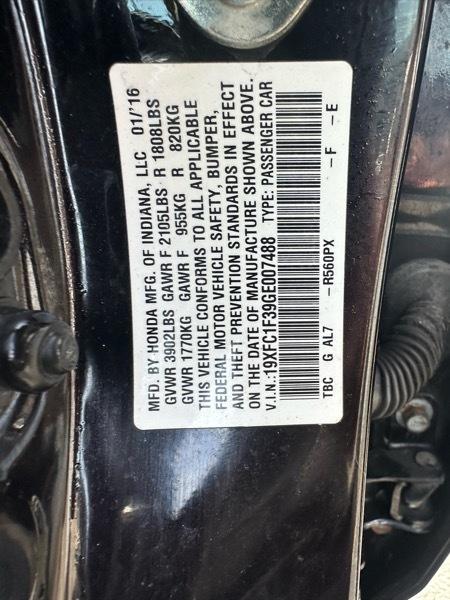 MFD. BY HONDA MFG. OF INDIANA, LLC 01/'16
GVWR 3902LBS GAWR F 2105LBS R 1808LBS
GVWR 1770KG GAWR F 955KG R 820KG
THIS VEHICLE CONFORMS TO ALL APPLICABLE
FEDERAL MOTOR VEHICLE SAFETY, BUMPER,
AND THEFT PREVENTION STANDARDS IN EFFECT
ON THE DATE OF MANUFACTURE SHOWN ABOVE.
V.I.N.:19XFC1F39GE007488 TYPE: PASSENGER CAR
TBC G AL7 -R560PX -F -E